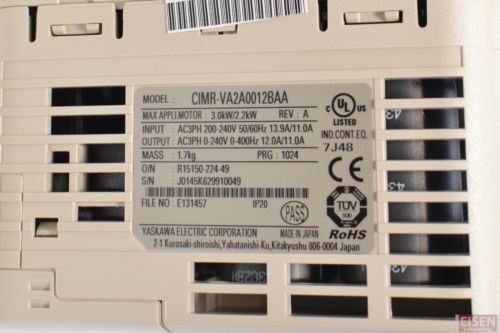 MODEL : CIMR-VA2A0012BAA
MAX APPLI.MOTOR : 3.0kW/2.2kW REV : A
INPUT : AC3PH 200-240V 50/60Hz 13.9A/11.0A
OUTPUT : AC3PH 0-240V 0-400Hz 12.0A/11.0A
MASS : 1.7kg PRG : 1024
O/N : R15150-224-49
S/N : J0145K629910049
FILE NO : E131457 IP20
PASS
YASKAWA ELECTRIC CORPORATION MADE IN JAPAN
2-1 Kurosaki-shiroishi, Yahatanishi-Ku, Kitakyushu 806-0004 Japan
C UL US
LISTED
IND.CONT.EQ.
7J48
CE
TÜV
RoHS
EISEN